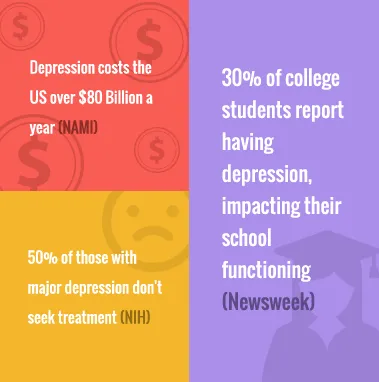 Depression costs the
US over $80 Billion a
year (NAMI)
50% of those with
major depression don't
seek treatment (NIH)
30% of college
students report
having
depression,
impacting their
school
functioning
(Newsweek)
$
$
$
$